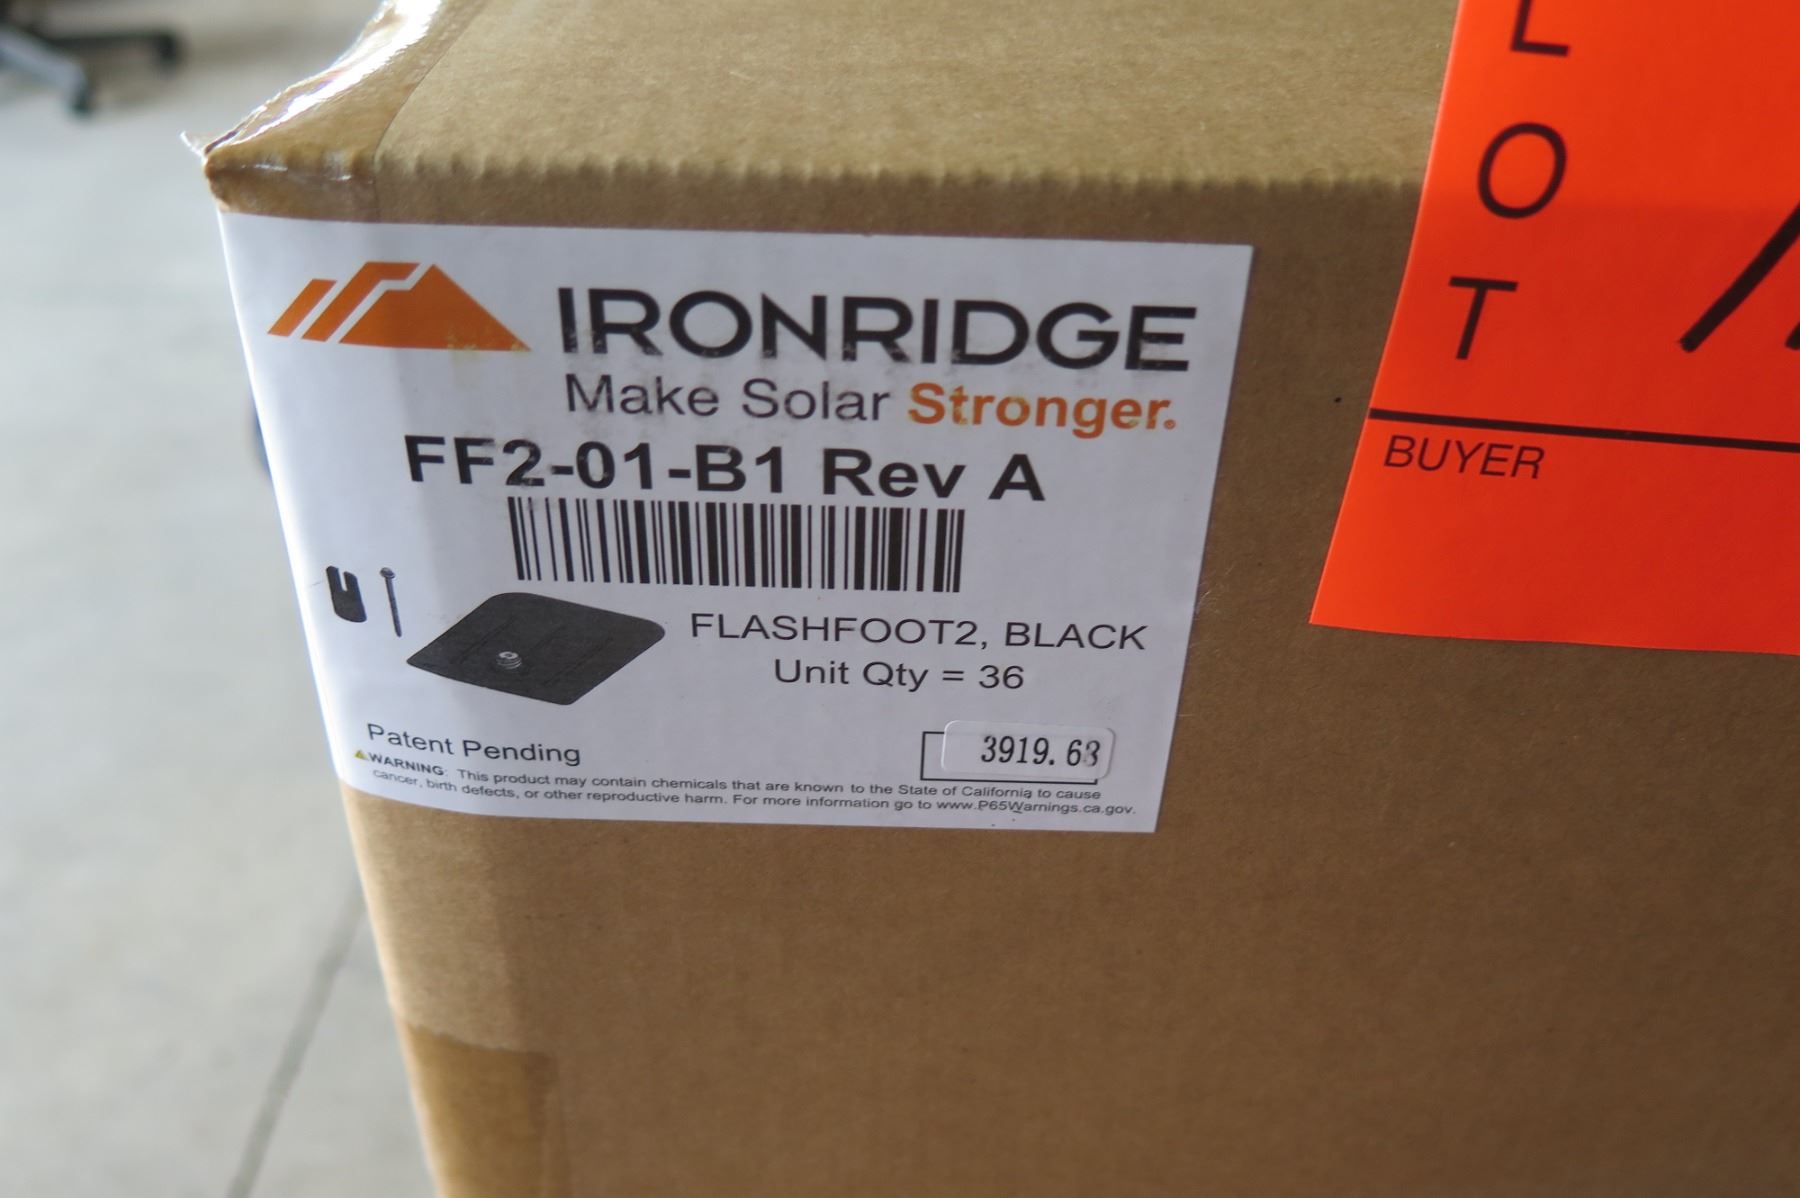 IRONRIDGE
Make Solar Stronger.
FF2-01-B1 Rev A
FLASHFOOT2, BLACK
Unit Qty = 36
Patent Pending
3919.63
WARNING: This product may contain chemicals that are known to the State of California to cause
cancer, birth defects, or other reproductive harm. For more information go to www.P65Warnings.ca.gov.
LOT
BUYER